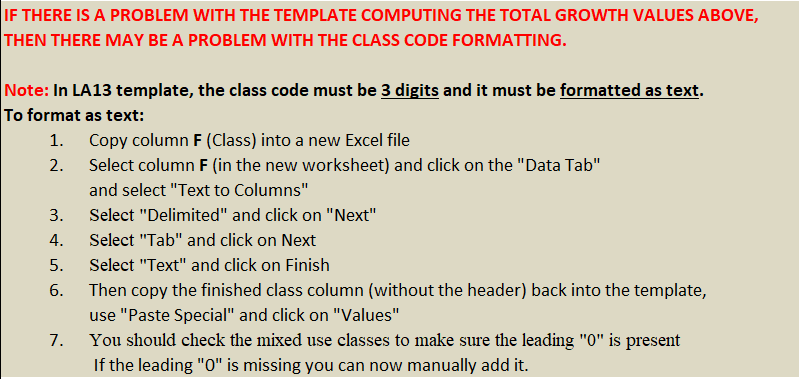 IF THERE IS A PROBLEM WITH THE TEMPLATE COMPUTING THE TOTAL GROWTH VALUES ABOVE,
THEN THERE MAY BE A PROBLEM WITH THE CLASS CODE FORMATTING.
Note: In LA13 template, the class code must be 3 digits and it must be formatted as text.
To format as text:
1. Copy column F (Class) into a new Excel file
2. Select column F (in the new worksheet) and click on the "Data Tab"
and select "Text to Columns"
3. Select "Delimited" and click on "Next"
4. Select "Tab" and click on Next
5. Select "Text" and click on Finish
6. Then copy the finished class column (without the header) back into the template,
use "Paste Special" and click on "Values"
7. You should check the mixed use classes to make sure the leading "0" is present
If the leading "0" is missing you can now manually add it.